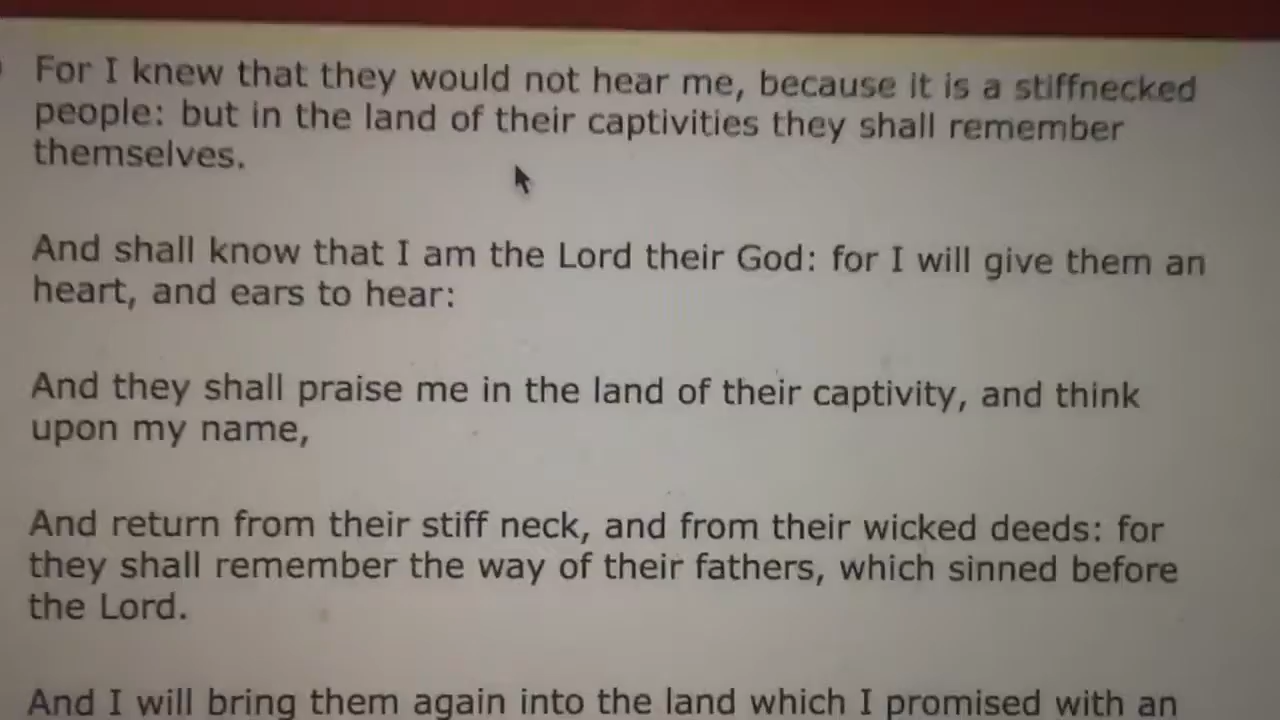 For I knew that they would not hear me, because it is a stiffnecked
people: but in the land of their captivities they shall remember
themselves.
And shall know that I am the Lord their God: for I will give them an
heart, and ears to hear:
And they shall praise me in the land of their captivity, and think
upon my name,
And return from their stiff neck, and from their wicked deeds: for
they shall remember the way of their fathers, which sinned before
the Lord.
And I will bring them again into the land which I promised with an